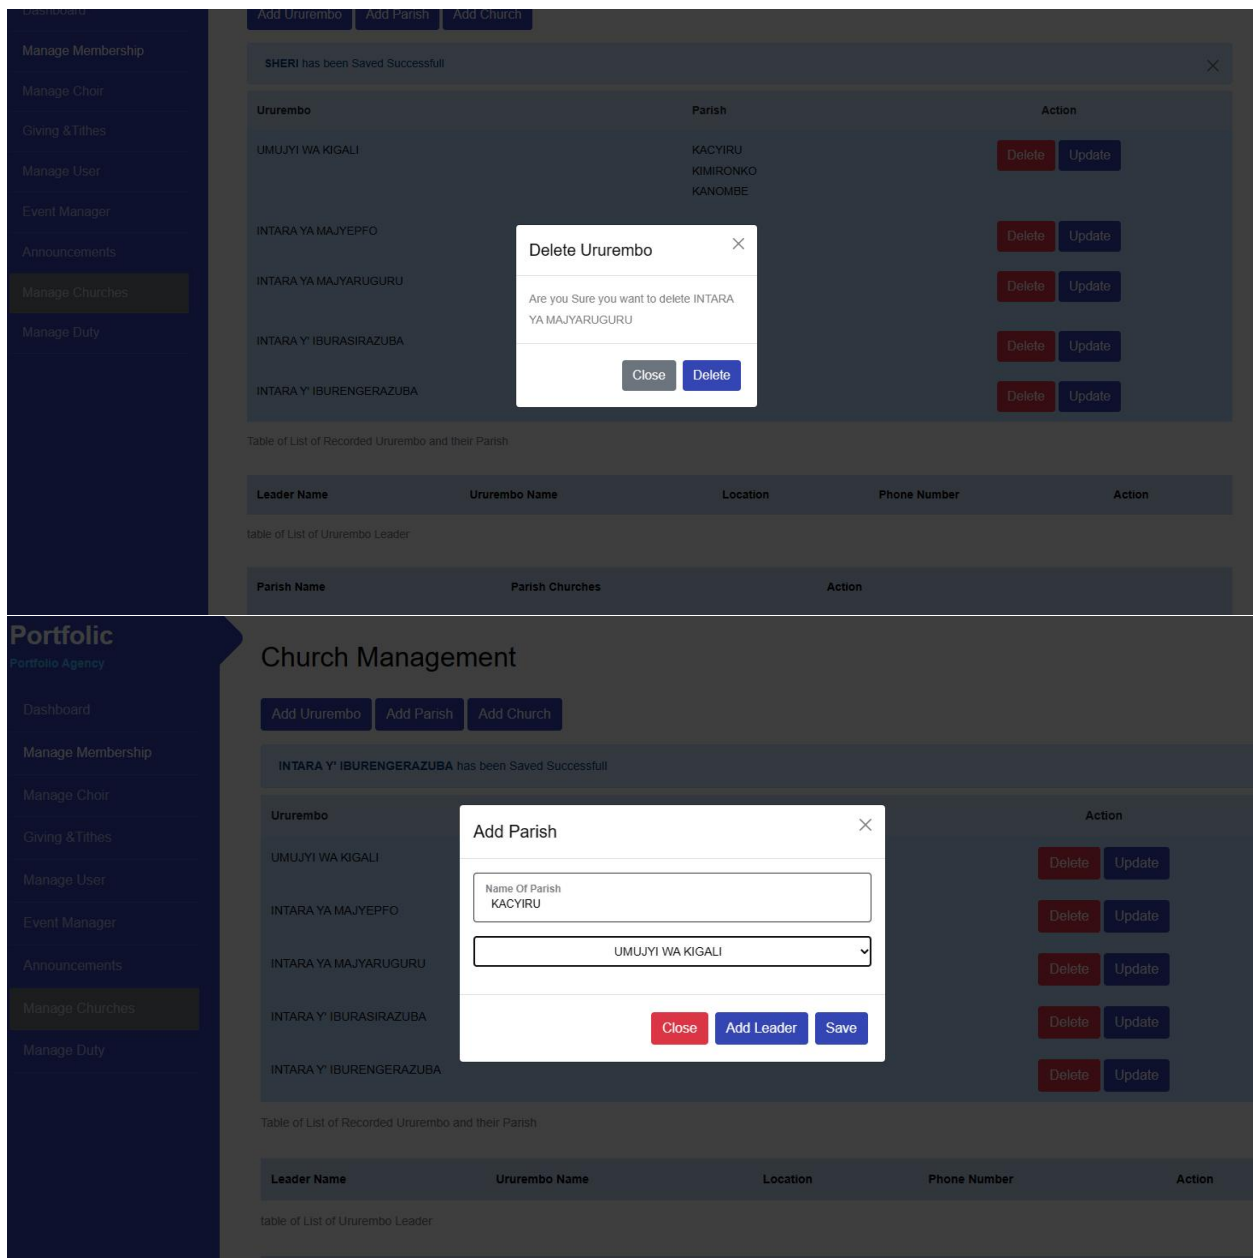 Dashboard
Add Ururembo Add Parish Add Church
Manage Membership
SHERI has been Saved Successfull
Manage Choir
Ururembo Parish Action
Giving &Tithes
UMUJYI WA KIGALI KACYIRU Delete Update
KIMIRONKO
Manage User
KANOMBE
Event Manager
INTARA YA MAJYEPFO Delete Update
Delete Ururembo
Announcements
INTARA YA MAJYARUGURU Delete Update
Manage Churches
Are you Sure you want to delete INTARA
YA MAJYARUGURU
Manage Duty
INTARA Y' IBURASIRAZUBA Delete Update
Close Delete
INTARA Y' IBURENGERAZUBA Delete Update
Table of List of Recorded Ururembo and their Parish
Leader Name Ururembo Name Location Phone Number Action
table of List of Ururembo Leader
Parish Name Parish Churches Action
Portfolic
Portfolio Agency
Church Management
Dashboard
Add Ururembo Add Parish Add Church
Manage Membership
INTARA Y' IBURENGERAZUBA has been Saved Successfull
Manage Choir
Ururembo Action
Add Parish
Giving &Tithes
UMUJYI WA KIGALI Delete Update
Manage User
Name Of Parish
KACYIRU
INTARA YA MAJYEPFO Delete Update
Event Manager
UMUJYI WA KIGALI
Announcements
INTARA YA MAJYARUGURU Delete Update
Manage Churches
INTARA Y' IBURASIRAZUBA Delete Update
Close Add Leader Save
Manage Duty
INTARA Y' IBURENGERAZUBA Delete Update
Table of List of Recorded Ururembo and their Parish
Leader Name Ururembo Name Location Phone Number Action
table of List of Ururembo Leader